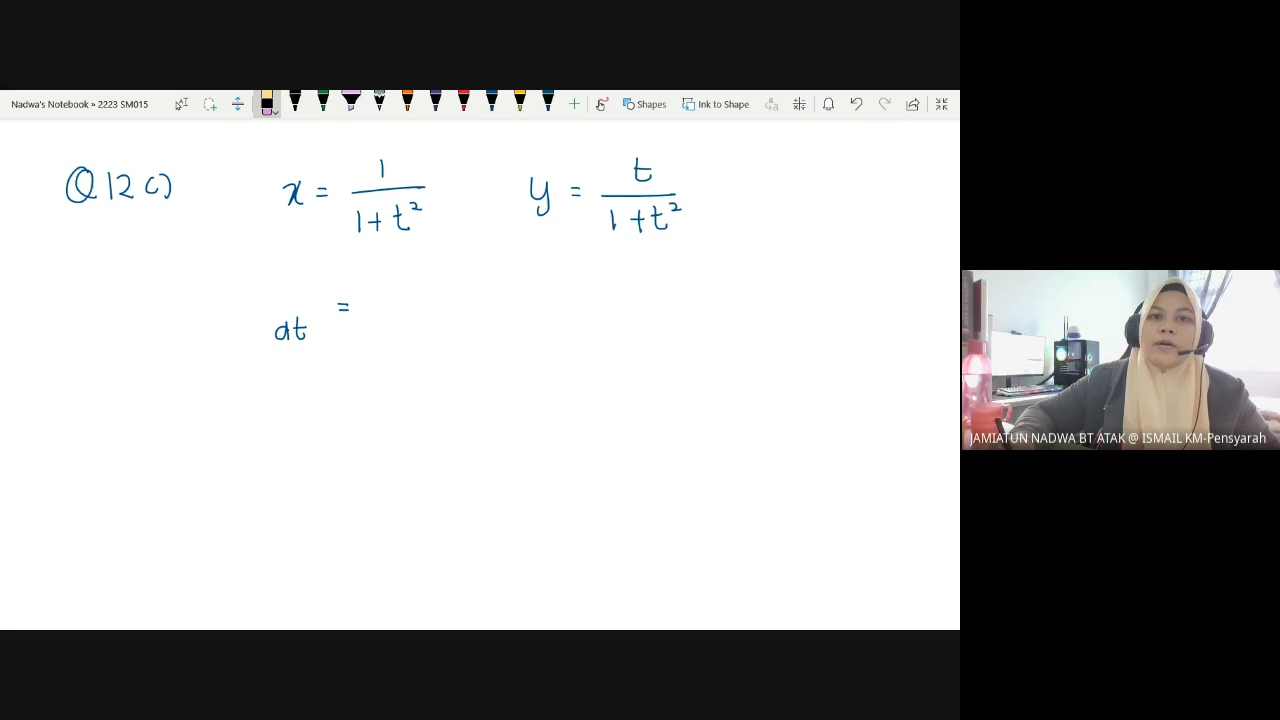 Nadwa's Notebook » 2223 SM015
Shapes
Ink to Shape
Q12 c) x = 1/(1+t²) y = t/(1+t²)
=
dt
JAMIATUN NADWA BT ATAK @ ISMAIL KM-Pensyarah